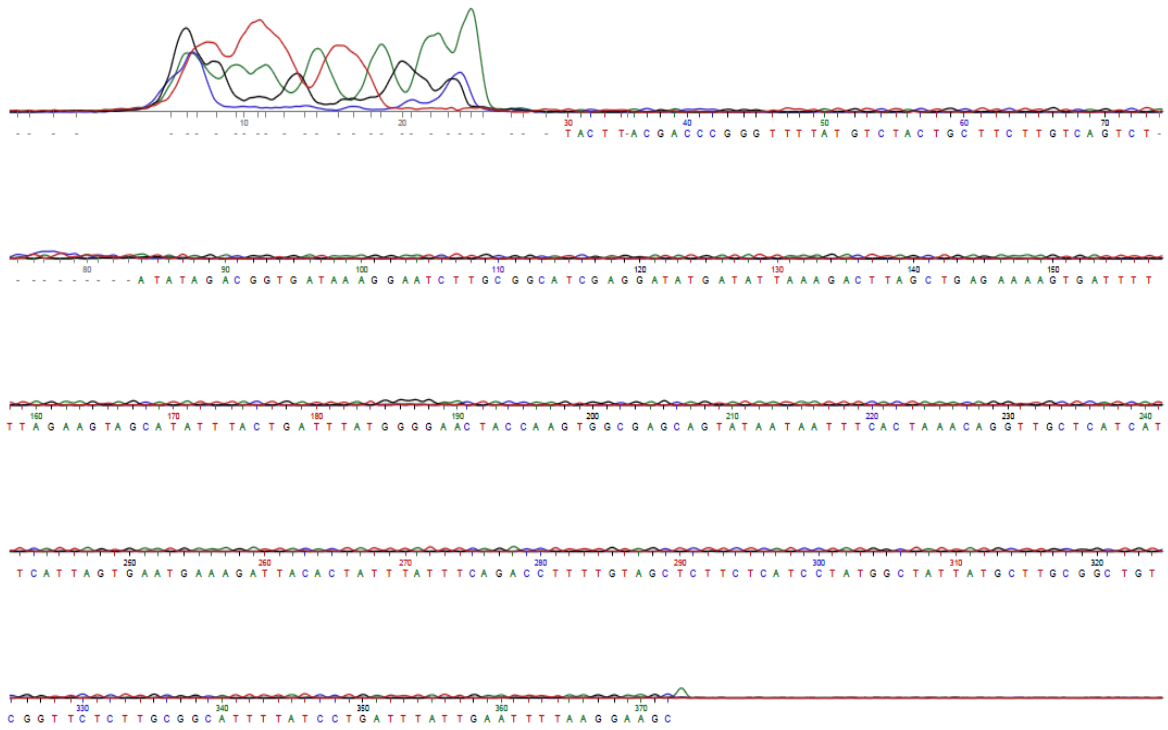 10 20 30 40 50 60 70
-- - - - -- -- -- - - - -- -- -- - --- - - - - TACTT-ACGACCCGGGTTTTATGTCTACTGCTTCTTGTCAGTCT-
80 90 100 110 120 130 140 150
---------ATATAGACGGTGATAAAGGAATCTTGCGGCATCGAGGATATGATATTAAAGACTTAGCTGAGAAAAGTGATTTT
160 170 180 190 200 210 220 230 240
TTAGAAGTAGCATATTTACTGATTTATGGGGAACTACCAAGTGGCGAGCAGTATAATAATTTCACTAAACAGGTTGCTCATCAT
250 260 270 280 290 300 310 320
TCATTAGTGAATGAAAGATTACACTATTTATTTCAGACCTTTTGTAGCTCTTCTCATCCTATGGCTATTATGCTTGCGGCTGT
330 340 350 360 370
CGGTTCTCTTGCGGCATTTTATCCTGATTTATTGAATTTTAAGGAAGC